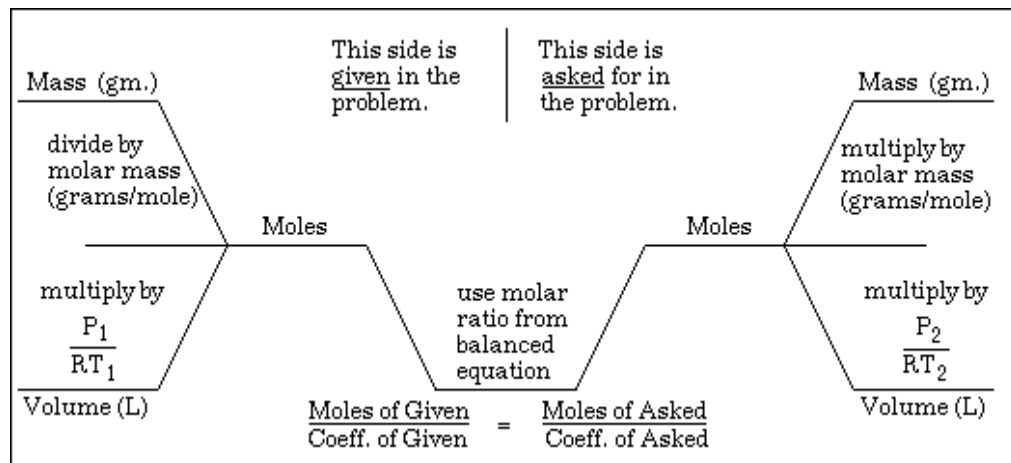 This side is
given in the
problem.
This side is
asked for in
the problem.
Mass (gm.)
divide by
molar mass
(grams/mole)
Moles
multiply by
P1
RT1
Volume (L)
use molar
ratio from
balanced
equation
Moles of Given
Coeff. of Given
=
Moles of Asked
Coeff. of Asked
Mass (gm.)
multiply by
molar mass
(grams/mole)
Moles
multiply by
P2
RT2
Volume (L)